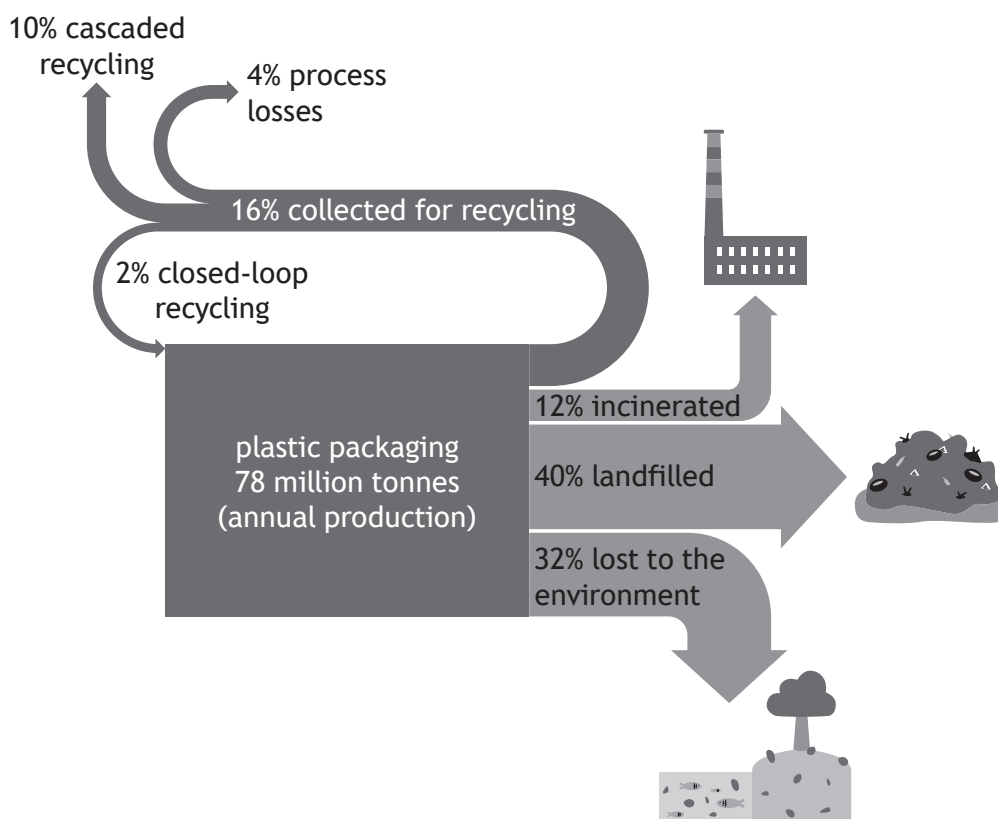 10% cascaded
recycling
4% process
losses
16% collected for recycling
2% closed-loop
recycling
12% incinerated
plastic packaging
78 million tonnes
(annual production)
40% landfilled
32% lost to the
environment